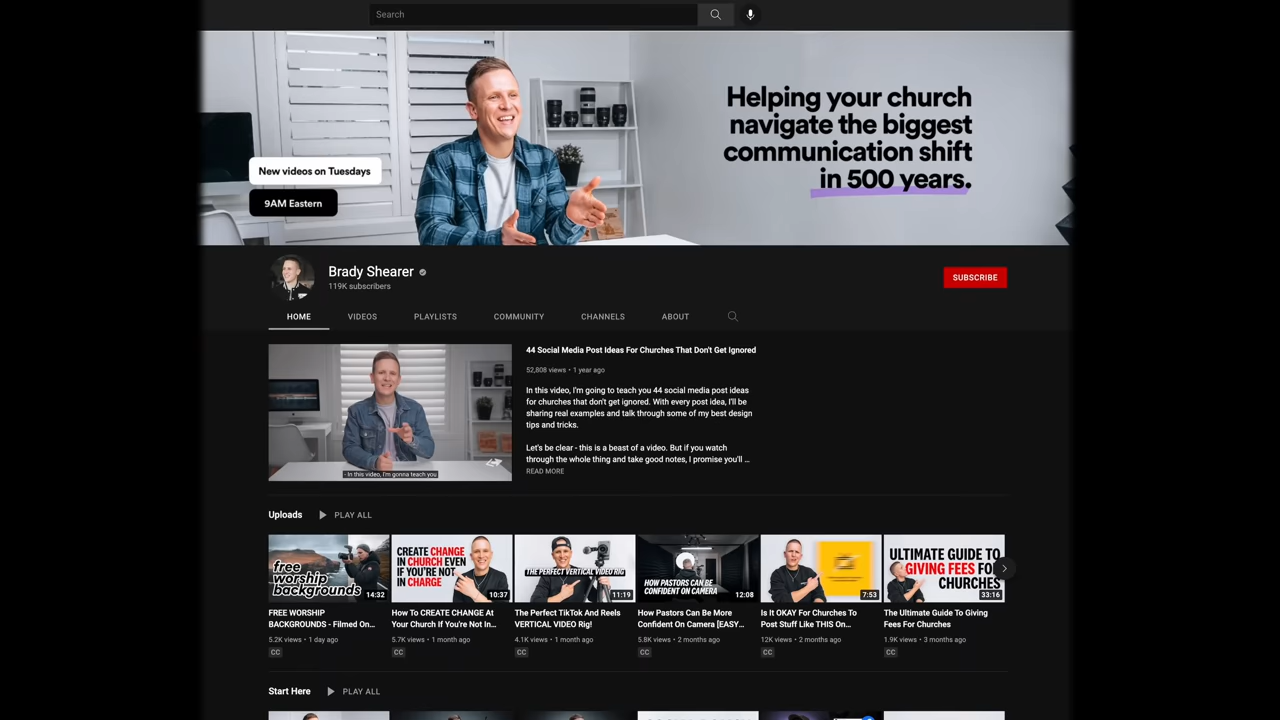 Search
Helping your church
navigate the biggest
communication shift
in 500 years.
New videos on Tuesdays
9AM Eastern
Brady Shearer
119K subscribers
SUBSCRIBE
HOME VIDEOS PLAYLISTS COMMUNITY CHANNELS ABOUT
44 Social Media Post Ideas For Churches That Don't Get Ignored
52,808 views • 1 year ago
In this video, I'm going to teach you 44 social media post ideas
for churches that don't get ignored. With every post idea, I'll be
sharing real examples and talk through some of my best design
tips and tricks.
Let's be clear - this is a beast of a video. But if you watch
through the whole thing and take good notes, I promise you'll ...
READ MORE
- In this video, I'm gonna teach you
Uploads PLAY ALL
free
worship
backgrounds
14:32
FREE WORSHIP
BACKGROUNDS - Filmed On...
5.2K views • 1 day ago
CC
CREATE CHANGE
IN CHURCH EVEN
IF YOU'RE NOT
IN CHARGE
10:37
How To CREATE CHANGE At
Your Church If You're Not In...
5.7K views • 1 month ago
CC
THE PERFECT VERTICAL VIDEO RIG
11:19
The Perfect TikTok And Reels
VERTICAL VIDEO Rig!
4.1K views • 1 month ago
CC
HOW PASTORS CAN BE
CONFIDENT ON CAMERA
12:08
How Pastors Can Be More
Confident On Camera [EASY...
5.8K views • 2 months ago
CC
7:53
Is It OKAY For Churches To
Post Stuff Like THIS On...
12K views • 2 months ago
CC
ULTIMATE GUIDE TO
GIVING FEES FOR
CHURCHES
33:16
The Ultimate Guide To Giving
Fees For Churches
1.9K views • 3 months ago
CC
Start Here PLAY ALL